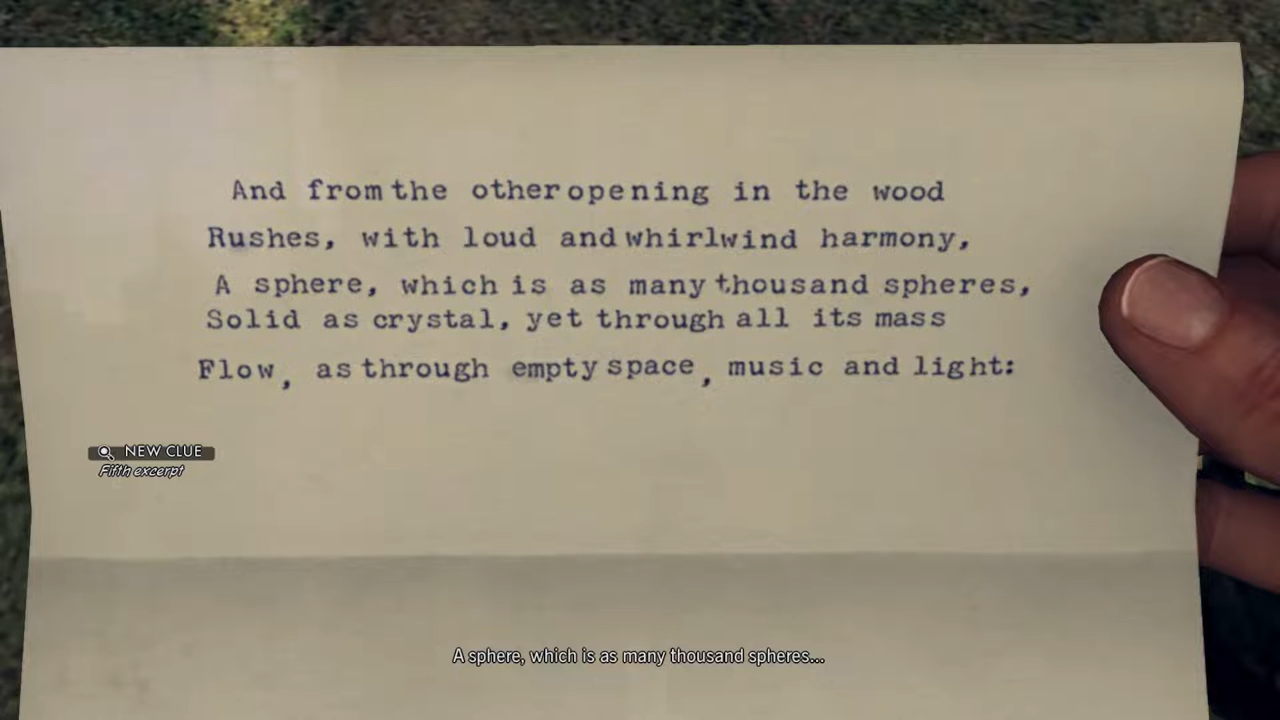 And from the other opening in the wood
Rushes, with loud and whirlwind harmony,
A sphere, which is as many thousand spheres,
Solid as crystal, yet through all its mass
Flow, as through empty space, music and light:
NEW CLUE
Fifth excerpt
A sphere, which is as many thousand spheres...